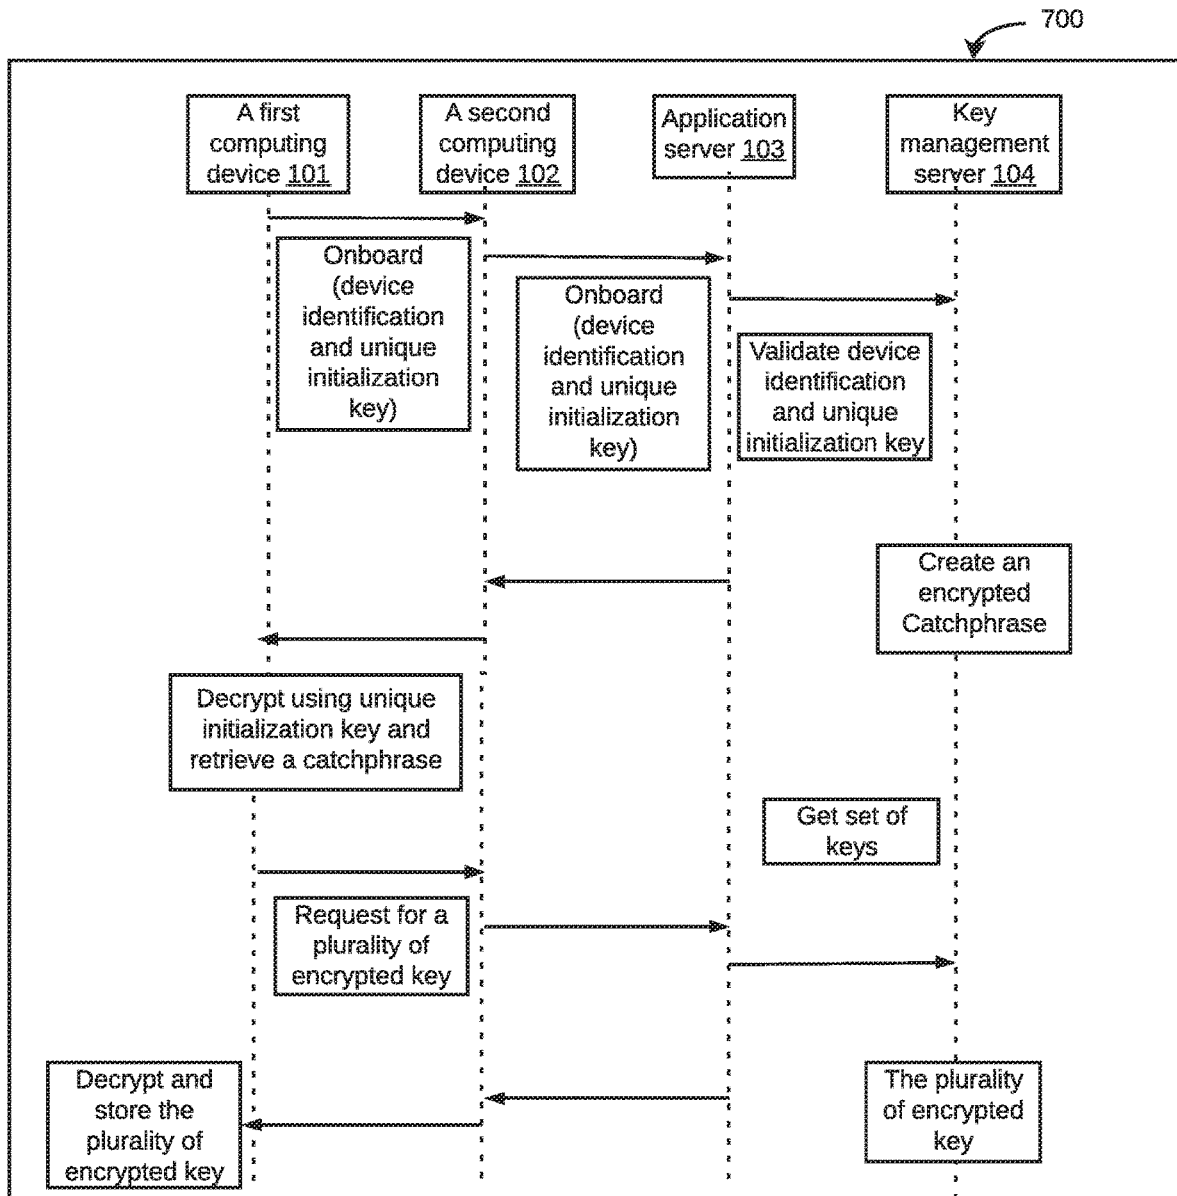 700
A first
computing
device 101
A second
computing
device 102
Application
server 103
Key
management
server 104
Onboard
(device
identification
and unique
initialization
key)
Onboard
(device
identification
and unique
initialization
key)
Validate device
identification
and unique
initialization key
Create an
encrypted
Catchphrase
Decrypt using unique
initialization key and
retrieve a catchphrase
Get set of
keys
Request for a
plurality of
encrypted key
Decrypt and
store the
plurality of
encrypted key
The plurality
of encrypted
key